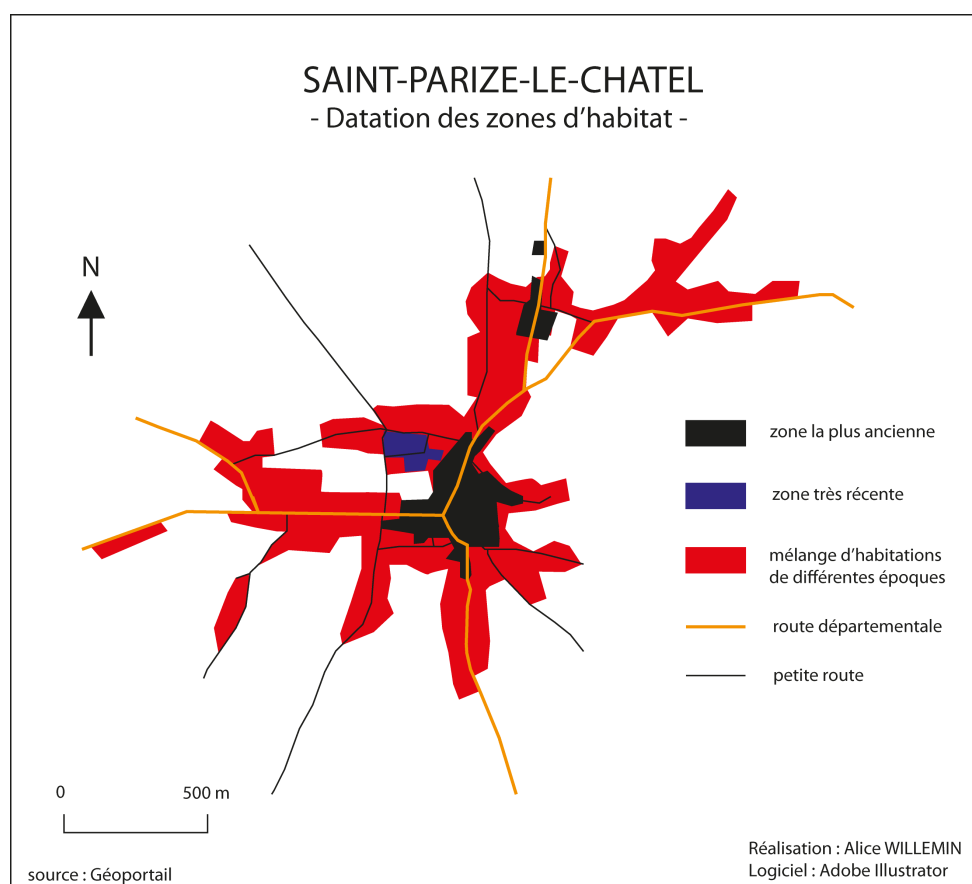 SAINT-PARIZE-LE-CHATEL
- Datation des zones d'habitat -
N
zone la plus ancienne
zone très récente
mélange d'habitations
de différentes époques
route départementale
petite route
0 500 m
source : Géoportail
Réalisation : Alice WILLEMIN
Logiciel : Adobe Illustrator